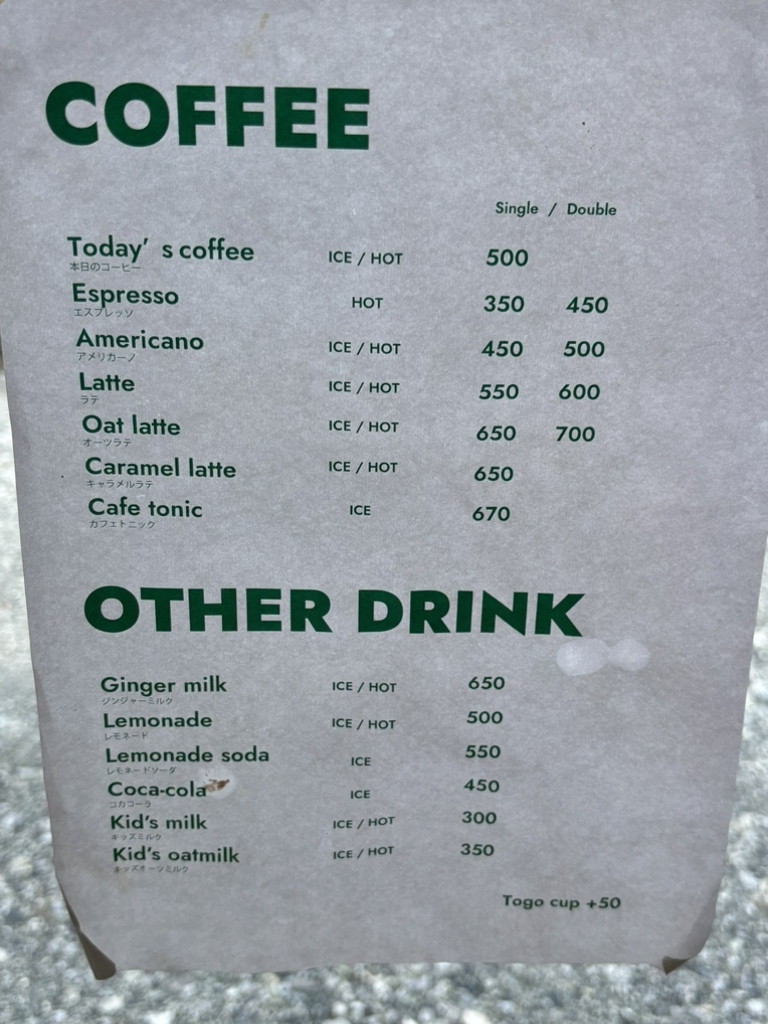 COFFEE
Single / Double
Today's coffee ICE / HOT 500
本日のコーヒー
Espresso HOT 350 450
エスプレッソ
Americano ICE / HOT 450 500
アメリカーノ
Latte ICE / HOT 550 600
ラテ
Oat latte ICE / HOT 650 700
オーツラテ
Caramel latte ICE / HOT 650
キャラメルラテ
Cafe tonic ICE 670
カフェトニック
OTHER DRINK
Ginger milk ICE / HOT 650
ジンジャーミルク
Lemonade ICE / HOT 500
レモネード
Lemonade soda ICE 550
レモネードソーダ
Coca-cola ICE 450
コカコーラ
Kid's milk ICE / HOT 300
キッズミルク
Kid's oatmilk ICE / HOT 350
キッズオーツミルク
Togo cup +50